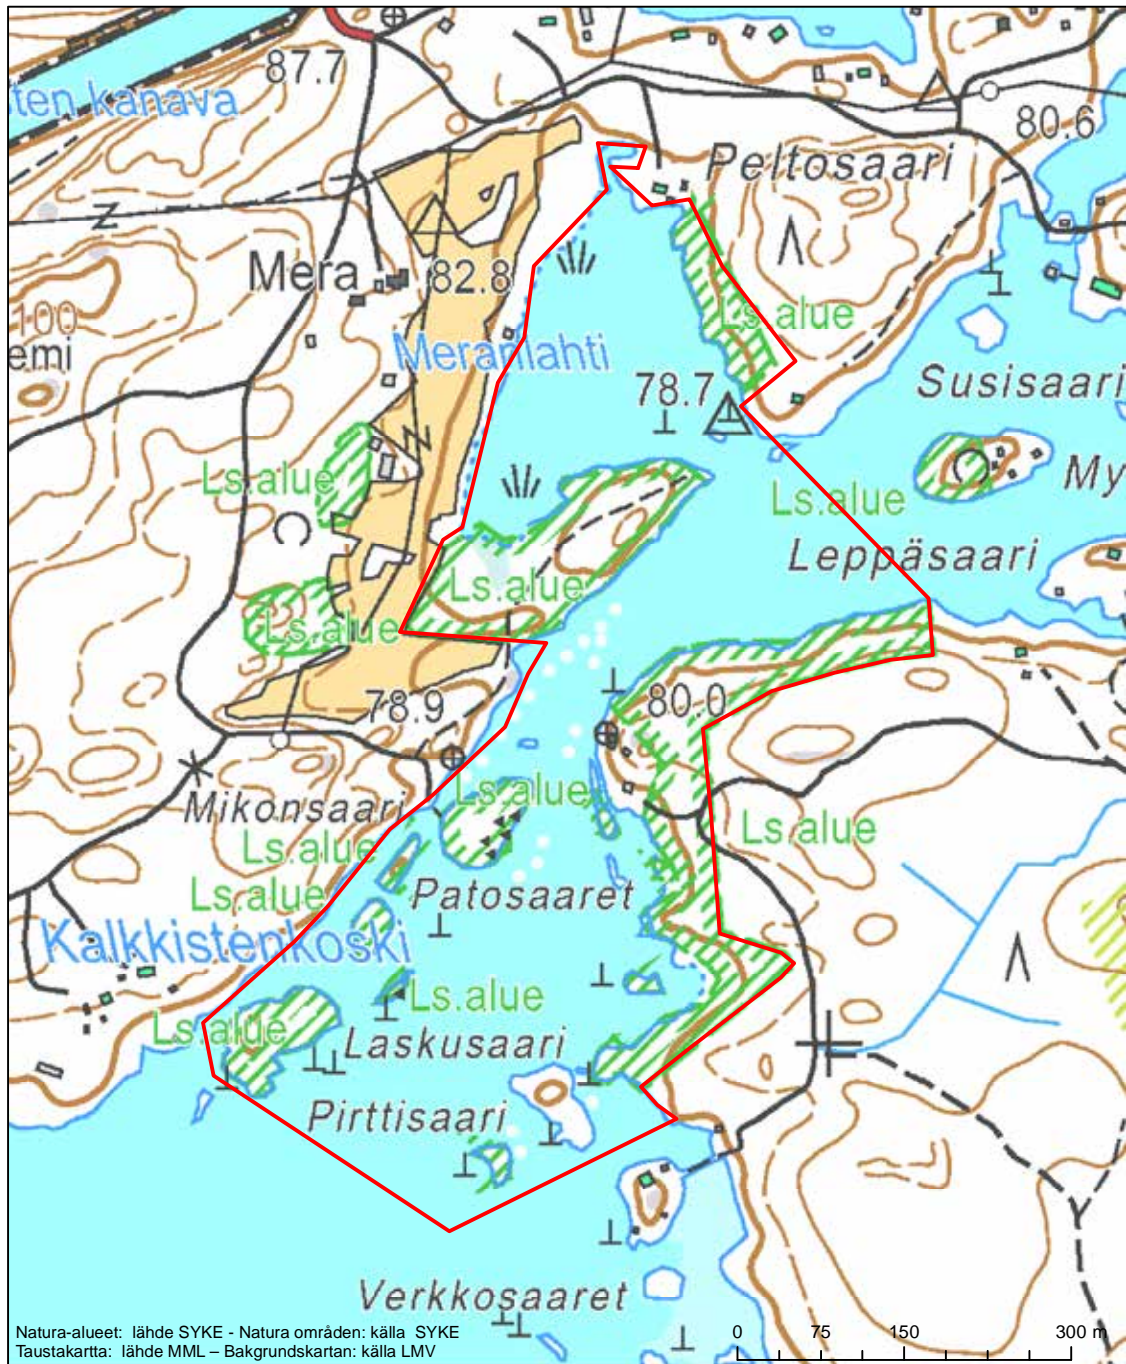 87.7
sten kanava
80.6
Peltosaari
Mera
82.8
100
emi
Ls.alue
Meranlahti
78.7
Susisaari
Ls.alue
My
Ls.alue
Leppäsaari
Ls.alue
Ls.alue
78.9
80.0
Mikonsaari
Ls.alue
Ls.alue
Ls.alue
Ls.alue
Patosaaret
Kalkkistenkoski
Ls.alue
Ls.alue
Laskusaari
Pirttisaari
Verkkosaaret
Natura-alueet: lähde SYKE - Natura områden: källa SYKE
Taustakartta: lähde MML – Bakgrundskartan: källa LMV
0 75 150 300 m